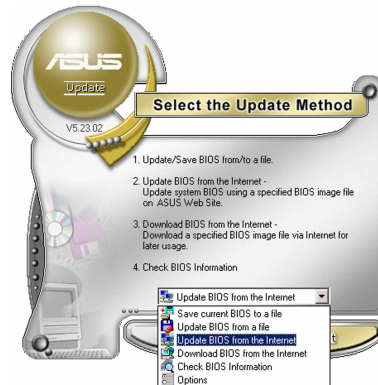 ASUS
Update
Select the Update Method
V5.23.02
1. Update/Save BIOS from/to a file.
2. Update BIOS from the Internet -
Update system BIOS using a specified BIOS image file
on ASUS Web Site.
3. Download BIOS from the Internet -
Download a specified BIOS image file via Internet for
later usage.
4. Check BIOS Information
Update BIOS from the Internet
Save current BIOS to a file
Update BIOS from a file
Update BIOS from the Internet
Download BIOS from the Internet
Check BIOS Information
Options